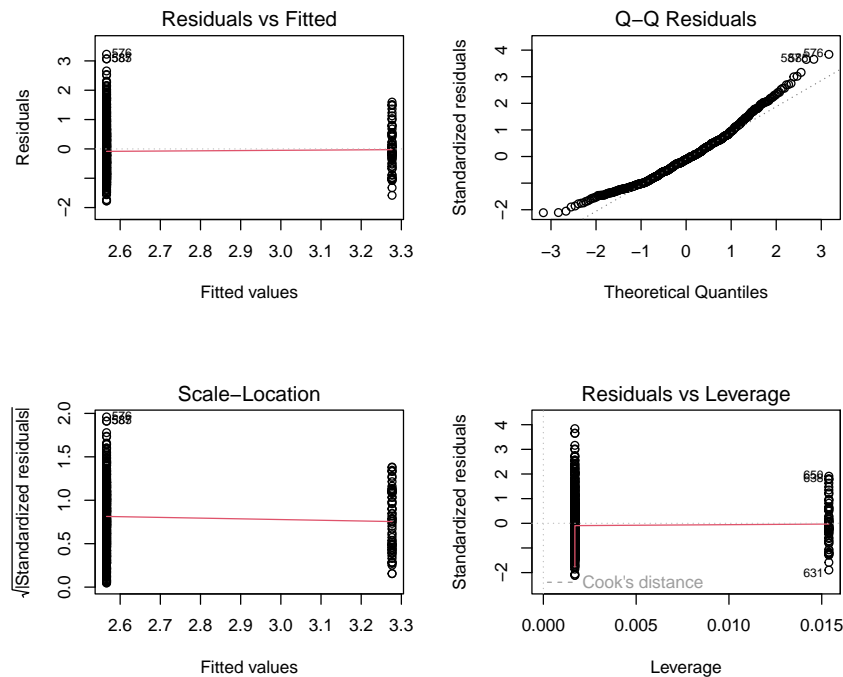 Residuals vs Fitted
Residuals
3
2
1
0
−2
2.6 2.7 2.8 2.9 3.0 3.1 3.2 3.3
Fitted values
576
Q−Q Residuals
Standardized residuals
4
3
2
1
0
−2
−3 −2 −1 0 1 2 3
Theoretical Quantiles
576
Scale−Location
√|Standardized residuals|
2.0
1.5
1.0
0.5
0.0
2.6 2.7 2.8 2.9 3.0 3.1 3.2 3.3
Fitted values
576
Residuals vs Leverage
Standardized residuals
4
3
2
1
0
−2
0.000 0.005 0.010 0.015
Leverage
638
631
Cook's distance